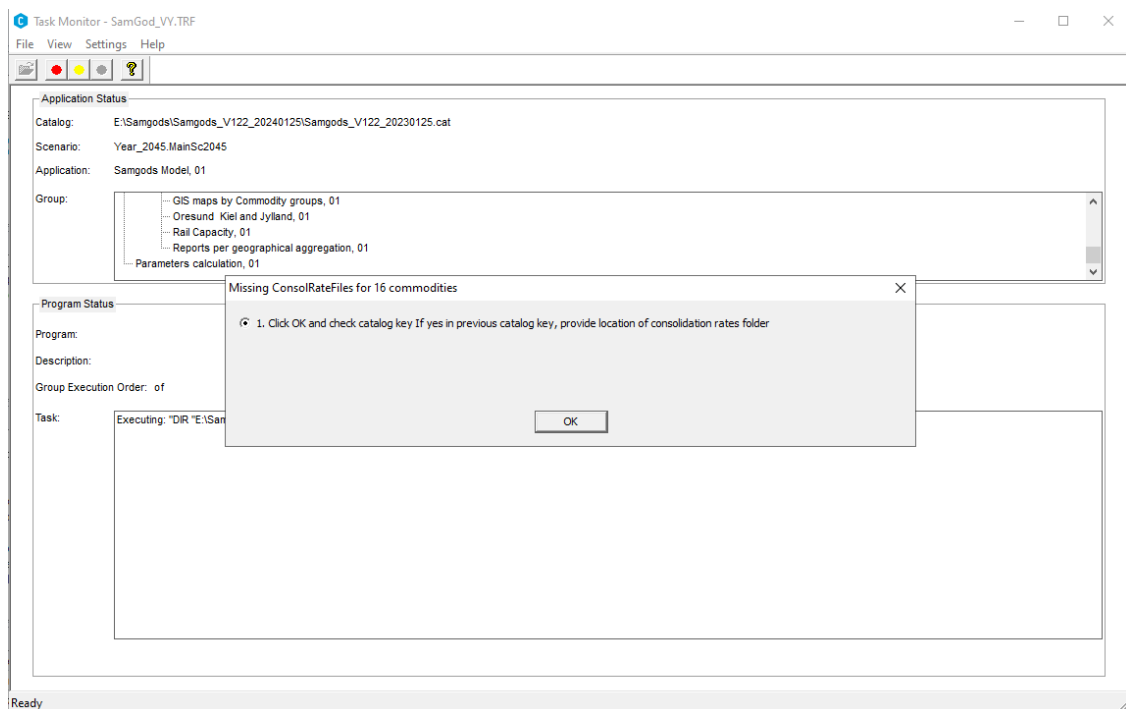 Task Monitor - SamGod_VY.TRF
File View Settings Help
Application Status
Catalog: E:\Samgods\Samgods_V122_20240125\Samgods_V122_20230125.cat
Scenario: Year_2045.MainSc2045
Application: Samgods Model, 01
Group:
GIS maps by Commodity groups, 01
Oresund Kiel and Jylland, 01
Rail Capacity, 01
Reports per geographical aggregation, 01
Parameters calculation, 01
Missing ConsolRateFiles for 16 commodities
1. Click OK and check catalog key If yes in previous catalog key, provide location of consolidation rates folder
OK
Program Status
Program:
Description:
Group Execution Order: of
Task: Executing: "DIR "E:\San
Ready